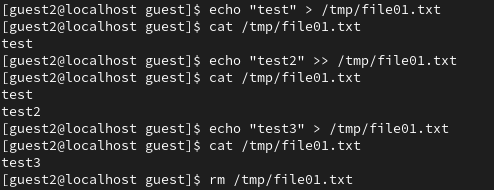 [guest2@localhost guest]$ echo "test" > /tmp/file01.txt
[guest2@localhost guest]$ cat /tmp/file01.txt
test
[guest2@localhost guest]$ echo "test2" >> /tmp/file01.txt
[guest2@localhost guest]$ cat /tmp/file01.txt
test
test2
[guest2@localhost guest]$ echo "test3" > /tmp/file01.txt
[guest2@localhost guest]$ cat /tmp/file01.txt
test3
[guest2@localhost guest]$ rm /tmp/file01.txt